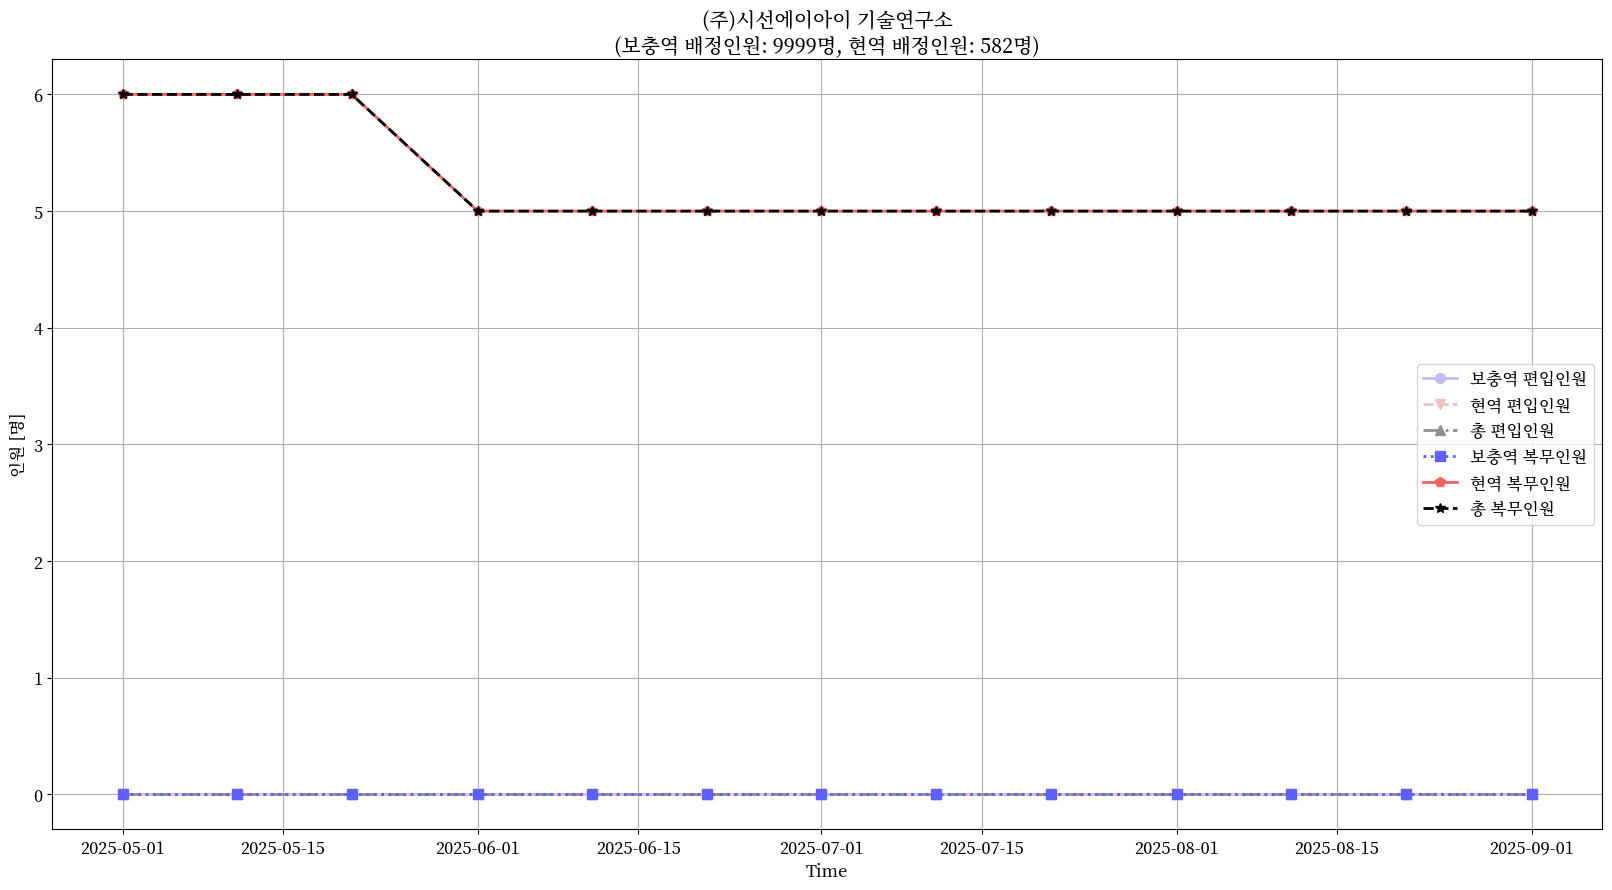 (주)시선에이아이 기술연구소
(보충역 배정인원: 9999명, 현역 배정인원: 582명)
6
5
4
3
2
1
0
인원 [명]
보충역 편입인원
현역 편입인원
총 편입인원
보충역 복무인원
현역 복무인원
총 복무인원
2025-05-01 2025-05-15 2025-06-01 2025-06-15 2025-07-01 2025-07-15 2025-08-01 2025-08-15 2025-09-01
Time